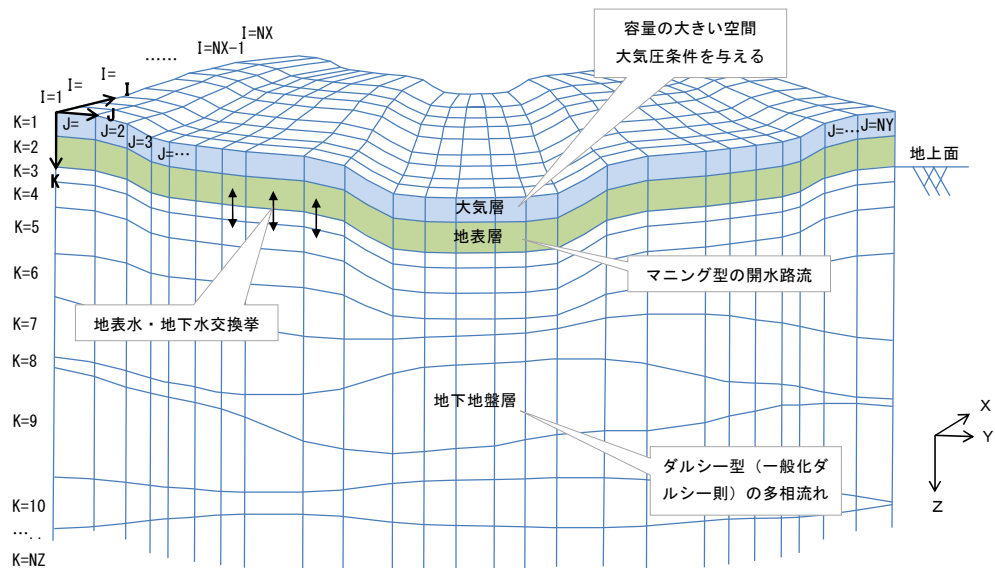 I=NX
I=NX-1
……
I=
I=
I=1
I
J
K
K=1
K=2
K=3
K=4
K=5
K=6
K=7
K=8
K=9
K=10
…..
K=NZ
J=
J=2
J=3
J=…
J=…
J=NY
容量の大きい空間
大気圧条件を与える
地上面
大気層
地表層
マニング型の開水路流
地表水・地下水交換挙
地下地盤層
ダルシー型（一般化ダ
ルシー則）の多相流れ
X
Y
Z